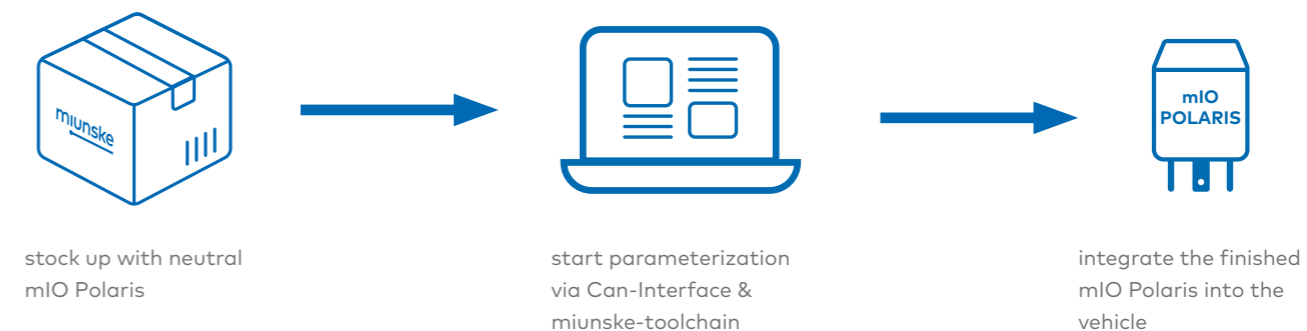 miunske
mIO
POLARIS
stock up with neutral
mIO Polaris
start parameterization
via Can-Interface &
miunske-toolchain
integrate the finished
mIO Polaris into the
vehicle